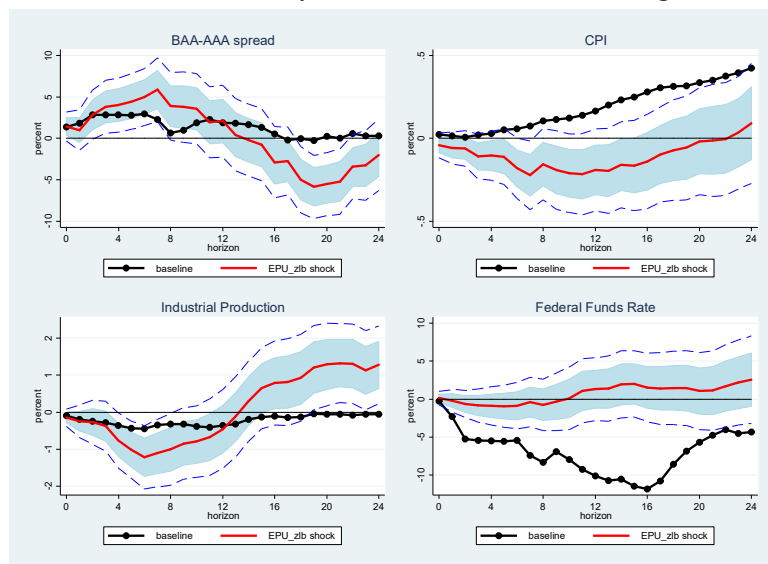 BAA-AAA spread
percent
10
5
0
-5
-10
0 4 8 12 16 20 24
horizon
baseline EPU_zlb shock
CPI
percent
.5
0
-.5
0 4 8 12 16 20 24
horizon
baseline EPU_zlb shock
Industrial Production
percent
2
1
0
-1
-2
0 4 8 12 16 20 24
horizon
baseline EPU_zlb shock
Federal Funds Rate
percent
10
5
0
-5
-10
0 4 8 12 16 20 24
horizon
baseline EPU_zlb shock